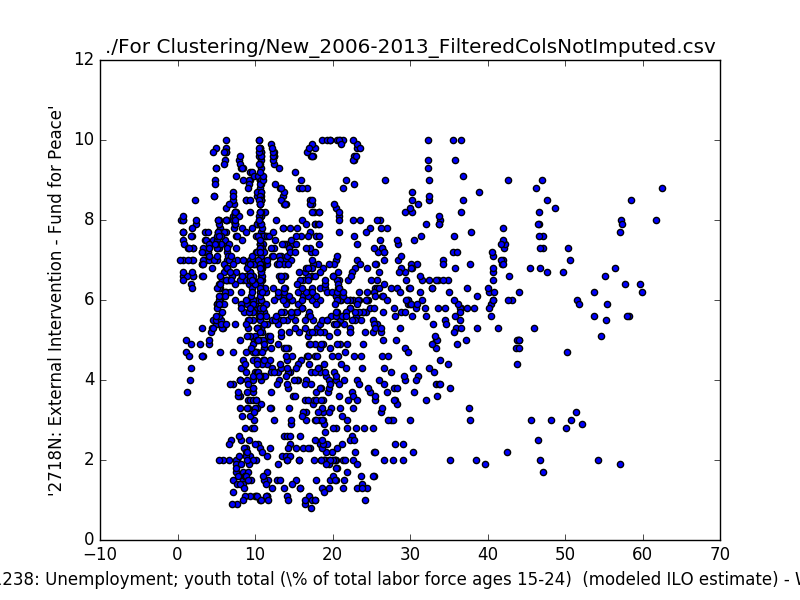 ./For Clustering/New_2006-2013_FilteredColsNotImputed.csv
'2718N: External Intervention - Fund for Peace'
12
10
8
6
4
2
0
−10 0 10 20 30 40 50 60 70
238: Unemployment; youth total (\% of total labor force ages 15-24) (modeled ILO estimate) -